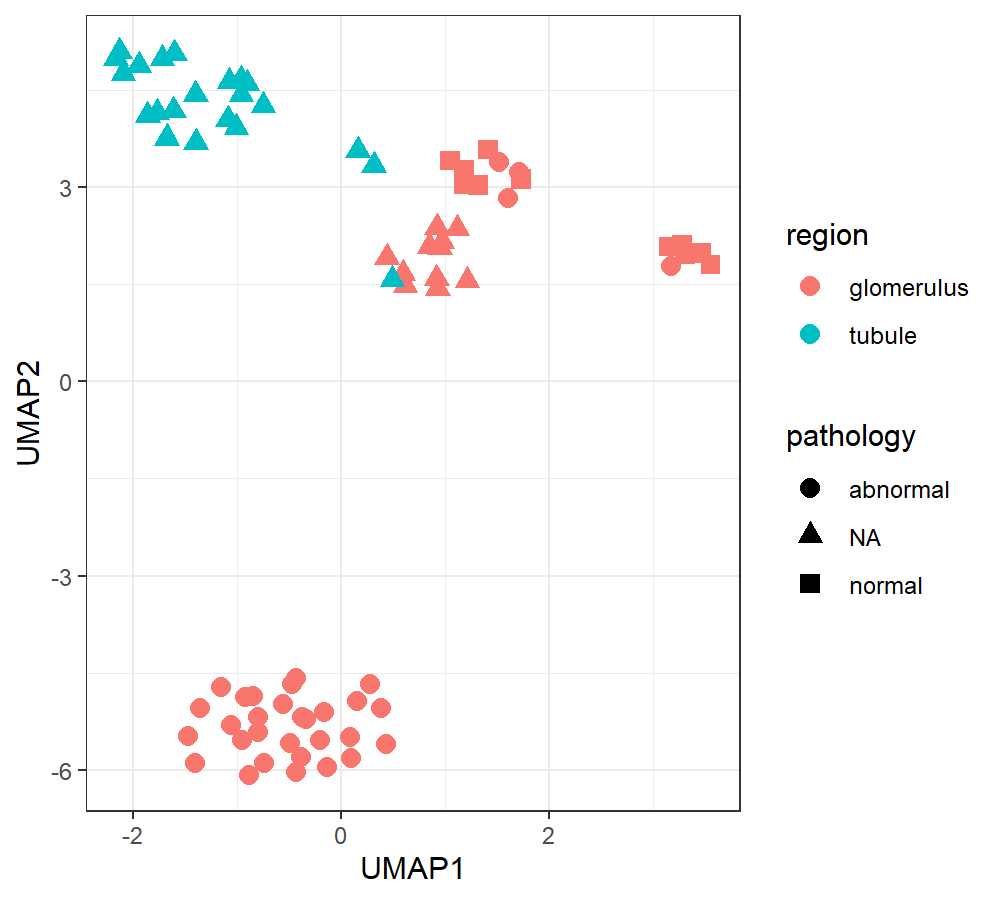 UMAP2
3
0
-3
-6
-2
0
2
UMAP1
region
glomerulus
tubule
pathology
abnormal
NA
normal